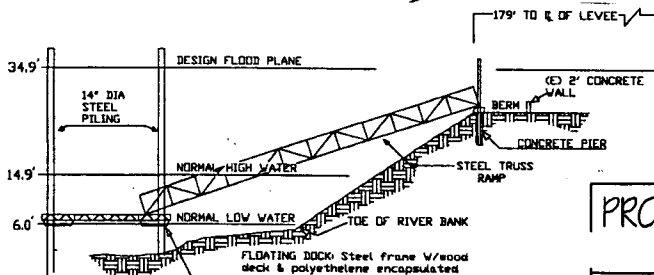 179' TO ℄ OF LEVEE
34.9'
DESIGN FLOOD PLANE
14" DIA
STEEL
PILING
(E) 2' CONCRETE
WALL
BERM
CONCRETE PIER
NORMAL HIGH WATER
STEEL TRUSS
RAMP
14.9'
NORMAL LOW WATER
6.0'
TOE OF RIVER BANK
FLOATING DOCK: Steel frame W/wood
deck & polyethelene encapsulated
PRO